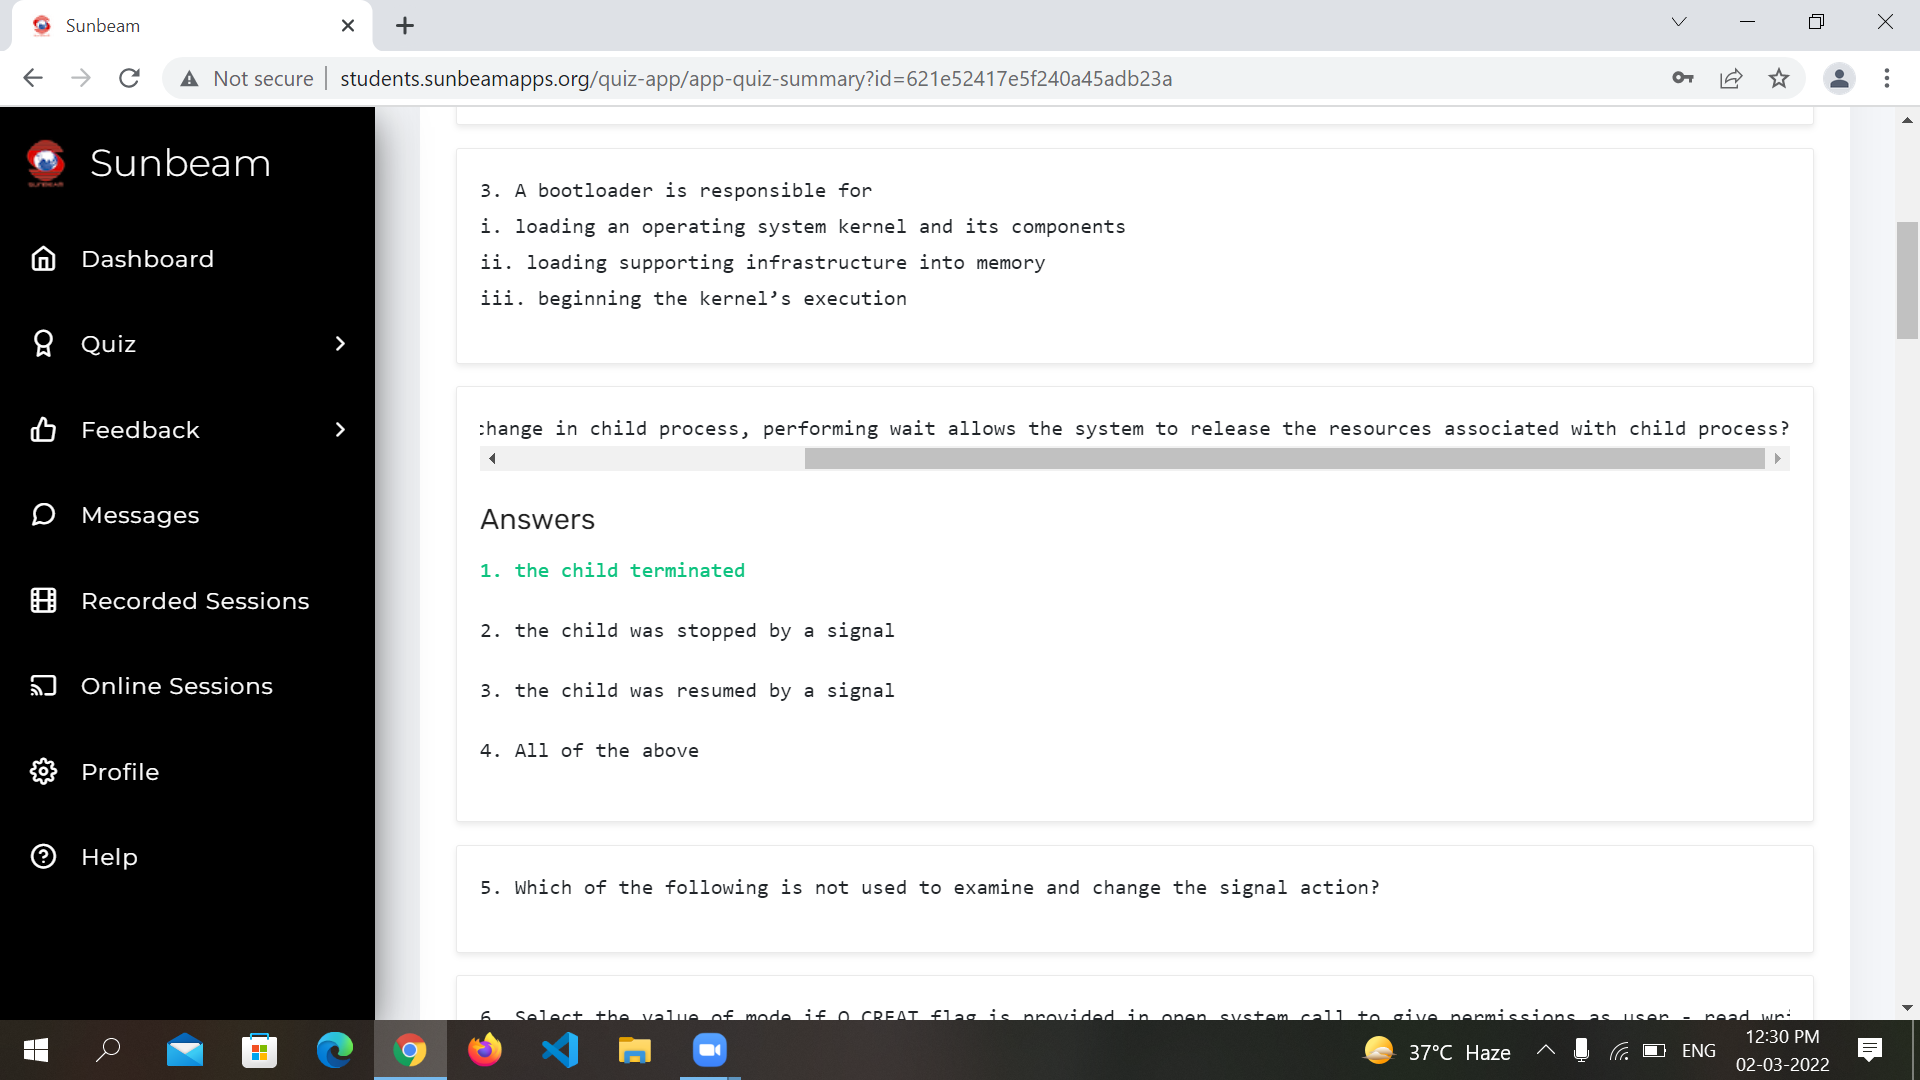 Sunbeam
Not secure
students.sunbeamapps.org/quiz-app/app-quiz-summary?id=621e52417e5f240a45adb23a
Sunbeam
Dashboard
Quiz
Feedback
Messages
Recorded Sessions
Online Sessions
Profile
Help
3. A bootloader is responsible for
i. loading an operating system kernel and its components
ii. loading supporting infrastructure into memory
iii. beginning the kernel’s execution
change in child process, performing wait allows the system to release the resources associated with child process?
Answers
1. the child terminated
2. the child was stopped by a signal
3. the child was resumed by a signal
4. All of the above
5. Which of the following is not used to examine and change the signal action?
6. Select the value of mode if O_CREAT flag is provided in open system call to give permissions as user - read wri
37°C Haze
ENG
12:30 PM
02-03-2022